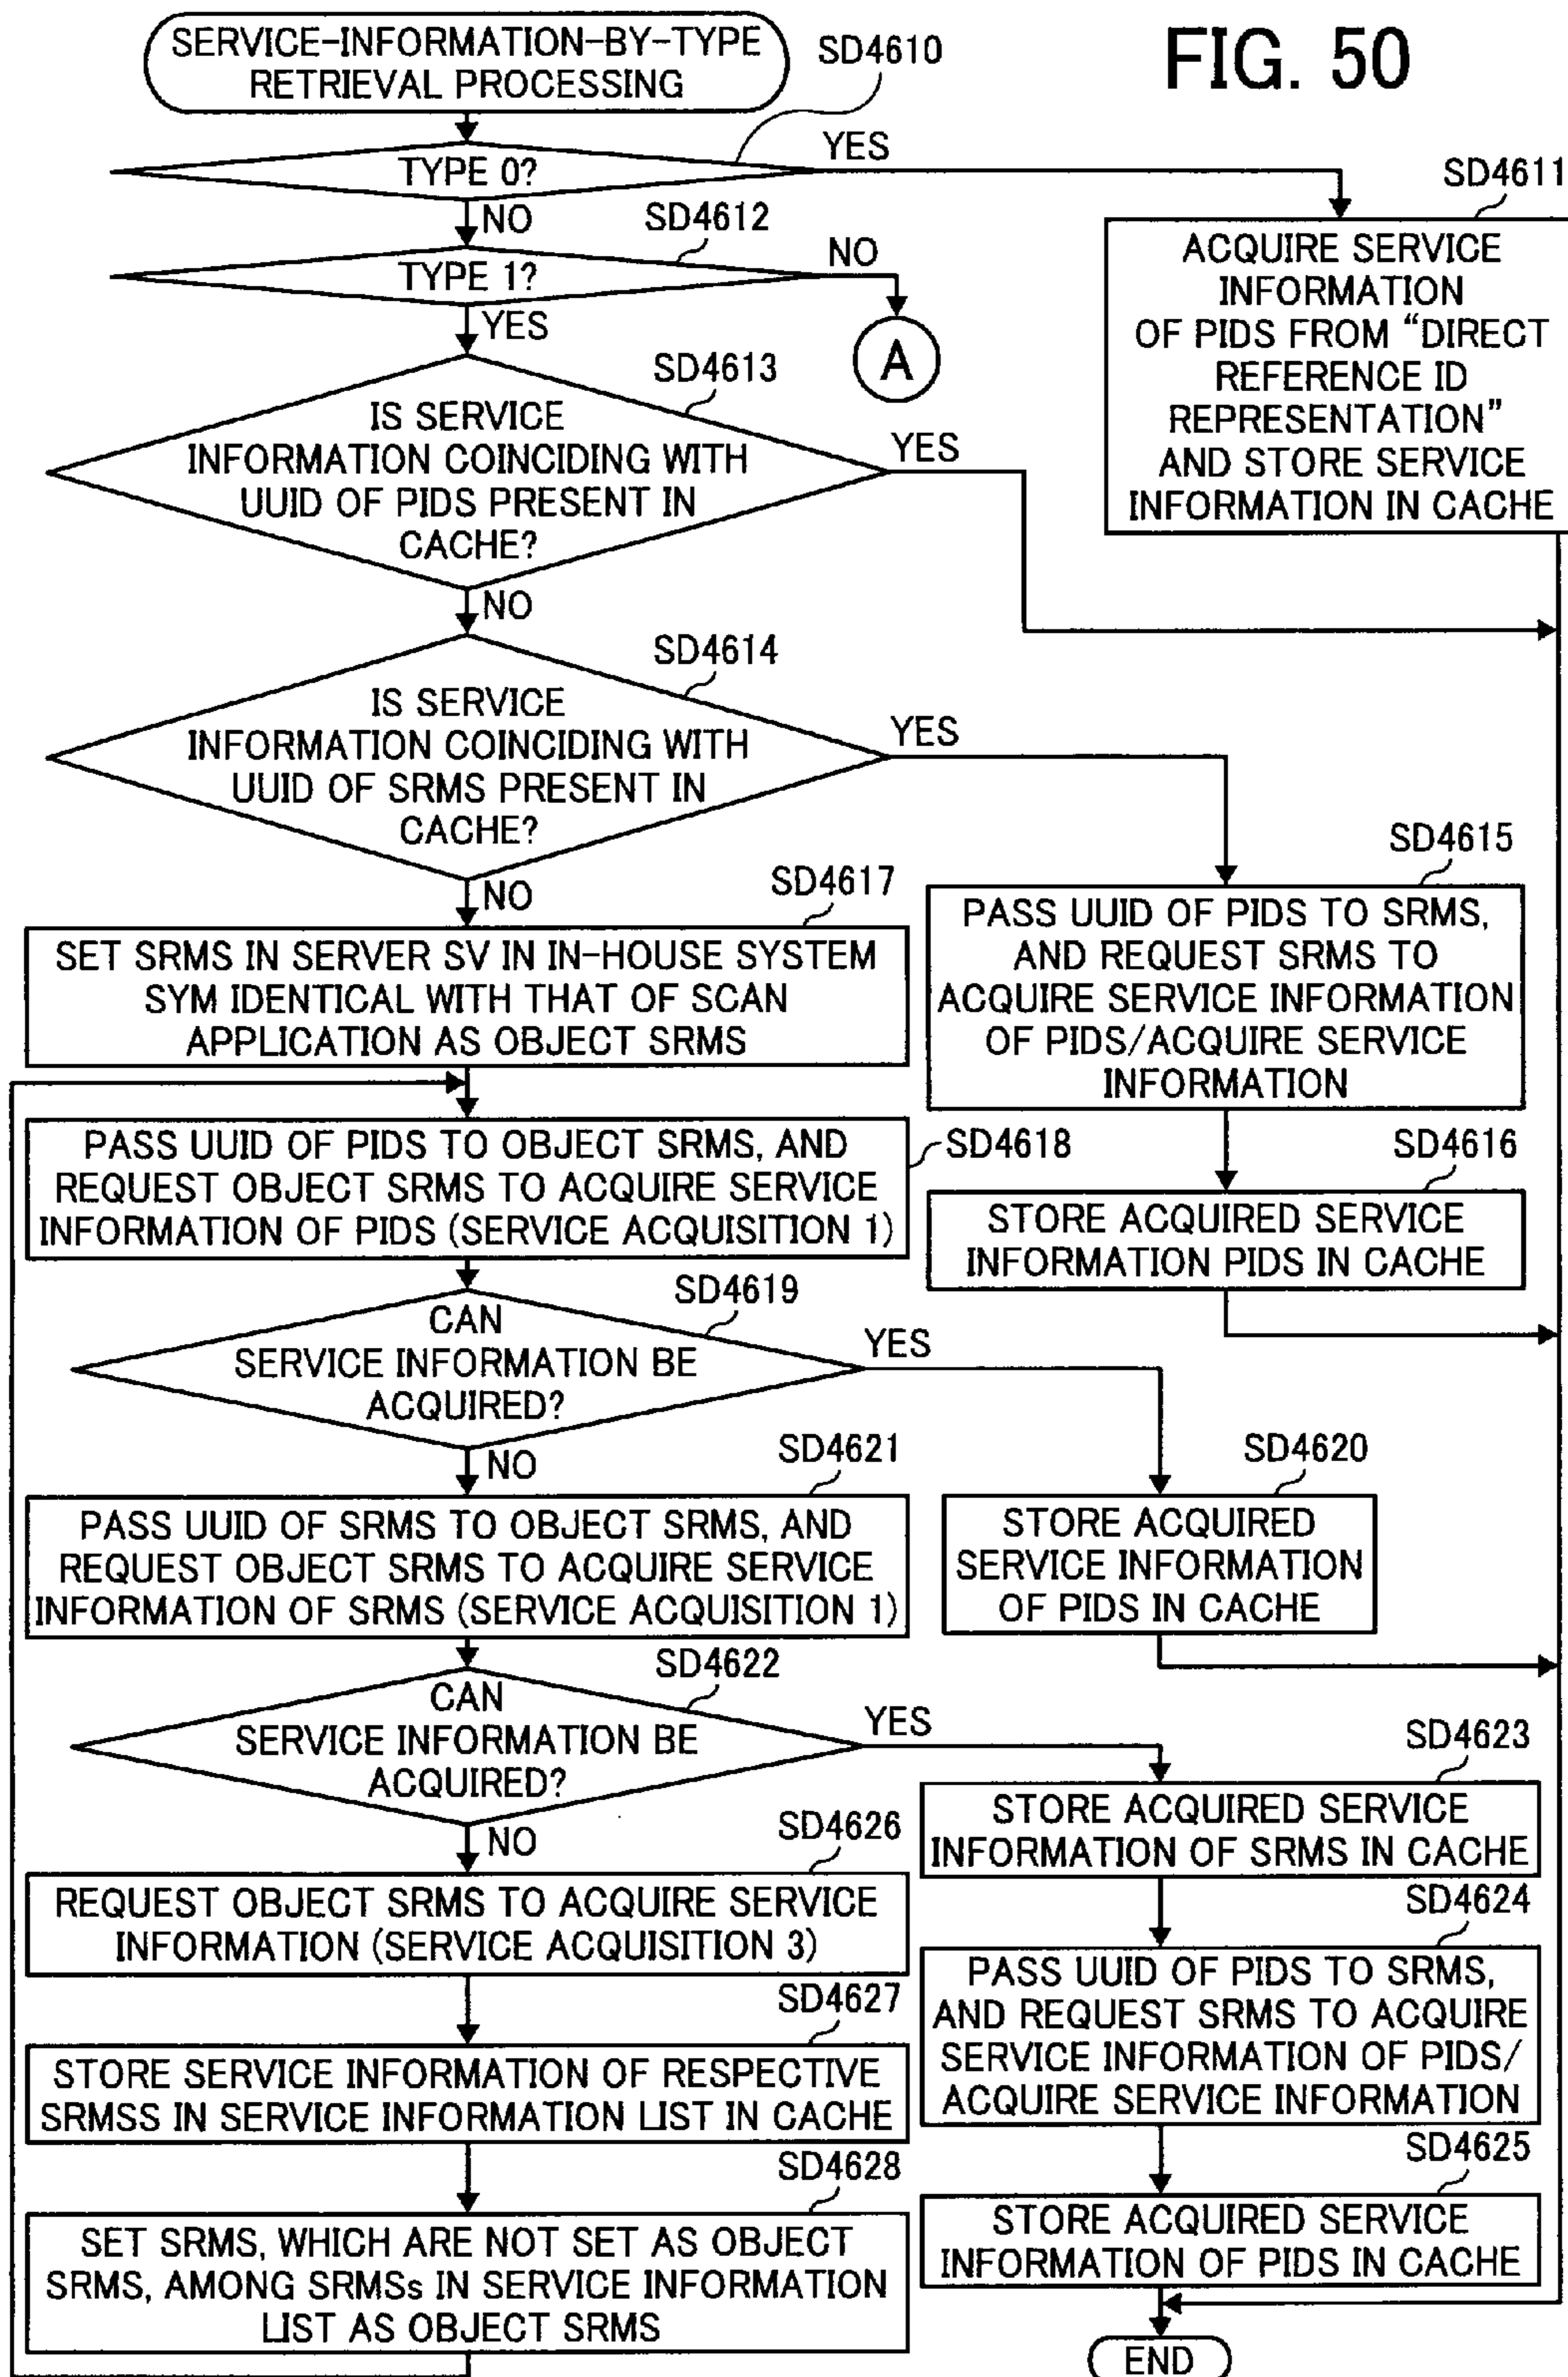 FIG. 50
SERVICE-INFORMATION-BY-TYPE
RETRIEVAL PROCESSING
SD4610
TYPE 0?
YES
NO
SD4611
ACQUIRE SERVICE
INFORMATION
OF PIDS FROM “DIRECT
REFERENCE ID
REPRESENTATION”
AND STORE SERVICE
INFORMATION IN CACHE
SD4612
TYPE 1?
NO
A
YES
SD4613
IS SERVICE
INFORMATION COINCIDING WITH
UUID OF PIDS PRESENT IN
CACHE?
YES
NO
SD4614
IS SERVICE
INFORMATION COINCIDING WITH
UUID OF SRMS PRESENT IN
CACHE?
YES
NO
SD4615
PASS UUID OF PIDS TO SRMS,
AND REQUEST SRMS TO
ACQUIRE SERVICE INFORMATION
OF PIDS/ACQUIRE SERVICE
INFORMATION
SD4616
STORE ACQUIRED SERVICE
INFORMATION PIDS IN CACHE
SD4617
SET SRMS IN SERVER SV IN IN-HOUSE SYSTEM
SYM IDENTICAL WITH THAT OF SCAN
APPLICATION AS OBJECT SRMS
PASS UUID OF PIDS TO OBJECT SRMS, AND
REQUEST OBJECT SRMS TO ACQUIRE SERVICE
INFORMATION OF PIDS (SERVICE ACQUISITION 1)
SD4618
SD4619
CAN
SERVICE INFORMATION BE
ACQUIRED?
YES
NO
SD4620
STORE ACQUIRED
SERVICE INFORMATION
OF PIDS IN CACHE
SD4621
PASS UUID OF SRMS TO OBJECT SRMS, AND
REQUEST OBJECT SRMS TO ACQUIRE SERVICE
INFORMATION OF SRMS (SERVICE ACQUISITION 1)
SD4622
CAN
SERVICE INFORMATION BE
ACQUIRED?
YES
NO
SD4623
STORE ACQUIRED SERVICE
INFORMATION OF SRMS IN CACHE
SD4624
PASS UUID OF PIDS TO SRMS,
AND REQUEST SRMS TO ACQUIRE
SERVICE INFORMATION OF PIDS/
ACQUIRE SERVICE INFORMATION
SD4625
STORE ACQUIRED SERVICE
INFORMATION OF PIDS IN CACHE
SD4626
REQUEST OBJECT SRMS TO ACQUIRE SERVICE
INFORMATION (SERVICE ACQUISITION 3)
SD4627
STORE SERVICE INFORMATION OF RESPECTIVE
SRMSS IN SERVICE INFORMATION LIST IN CACHE
SD4628
SET SRMS, WHICH ARE NOT SET AS OBJECT
SRMS, AMONG SRMSs IN SERVICE INFORMATION
LIST AS OBJECT SRMS
END